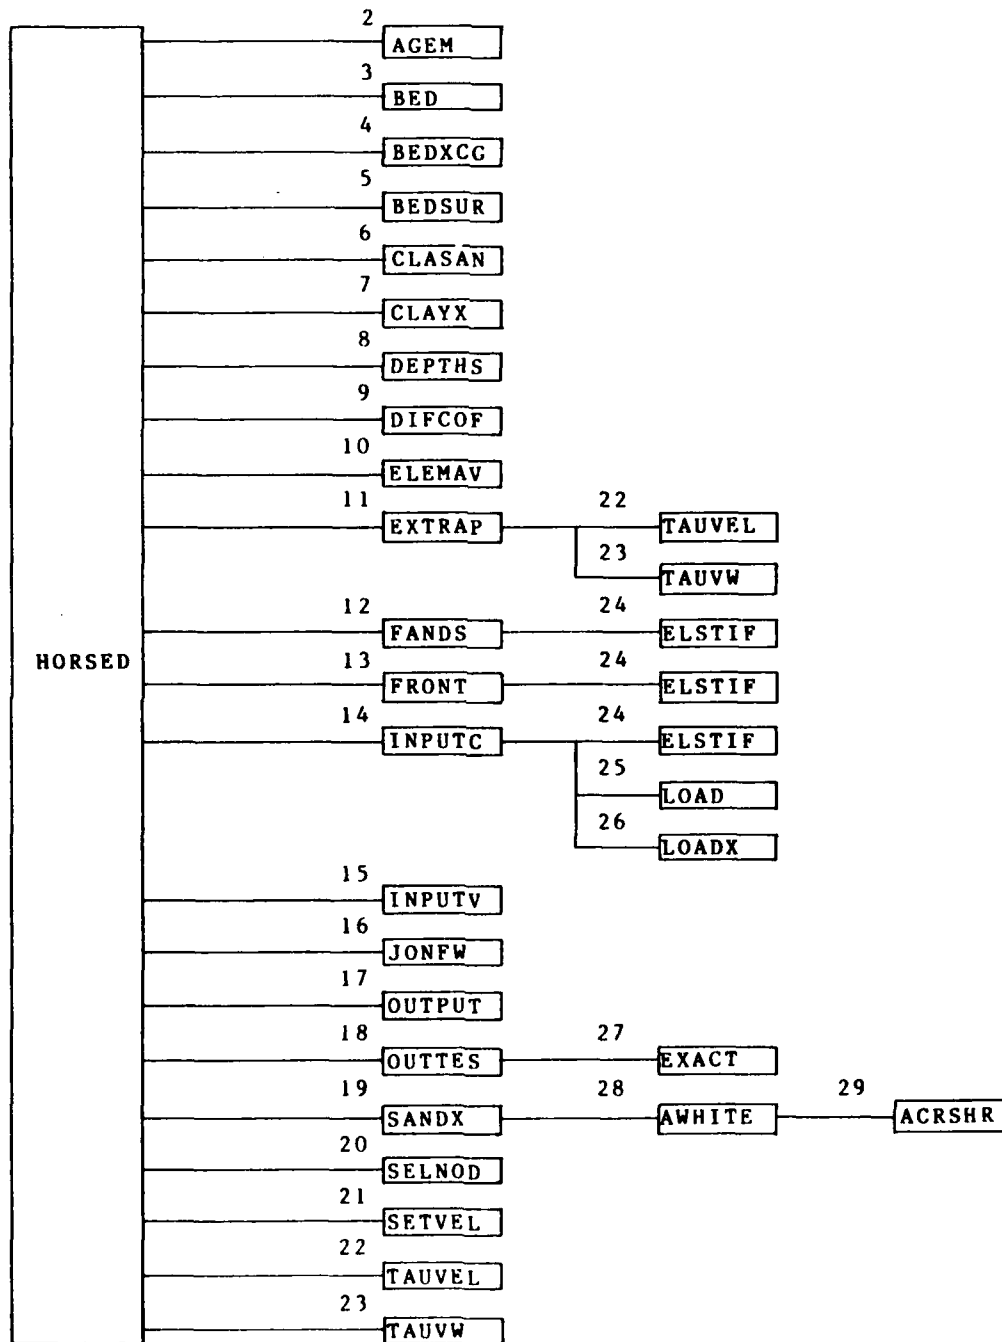 2
AGEM
3
BED
4
BEDXCG
5
BEDSUR
6
CLASAN
7
CLAYX
8
DEPTHS
9
DIFCOF
10
ELEMAV
11 22
EXTRAP TAUVEL
23
TAUVW
12 24
FANDS ELSTIF
HORSED
13 24
FRONT ELSTIF
14 24
INPUTC ELSTIF
25
LOAD
26
LOADX
15
INPUTV
16
JONFW
17
OUTPUT
18 27
OUTTES EXACT
19 28 29
SANDX AWHITE ACRSHR
20
SELNOD
21
SETVEL
22
TAUVEL
23
TAUVW